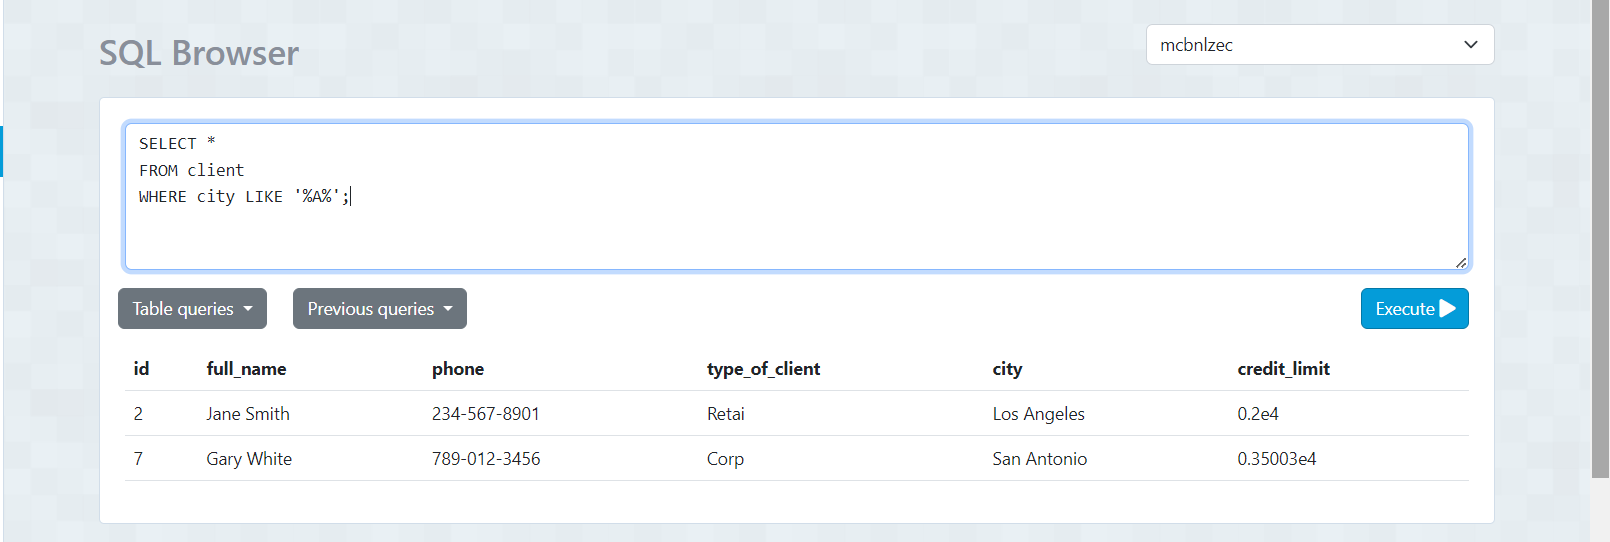 SQL Browser
mcbnlzec
SELECT *
FROM client
WHERE city LIKE '%A%';
Table queries
Previous queries
Execute
id full_name phone type_of_client city credit_limit
2 Jane Smith 234-567-8901 Retai Los Angeles 0.2e4
7 Gary White 789-012-3456 Corp San Antonio 0.35003e4